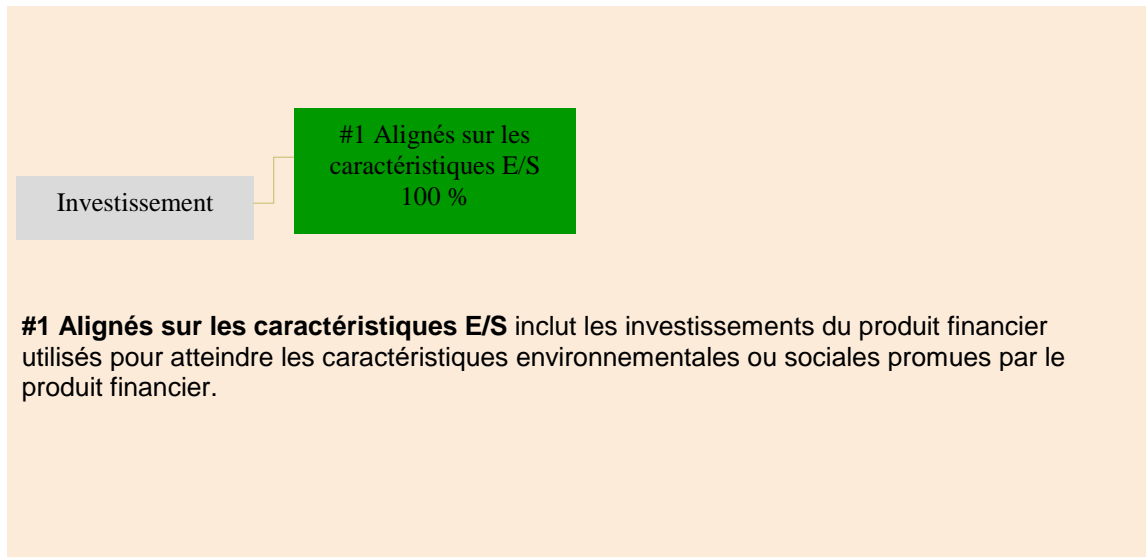 #1 Alignés sur les
caractéristiques E/S
100 %
Investissement
#1 Alignés sur les caractéristiques E/S inclut les investissements du produit financier
utilisés pour atteindre les caractéristiques environnementales ou sociales promues par le
produit financier.